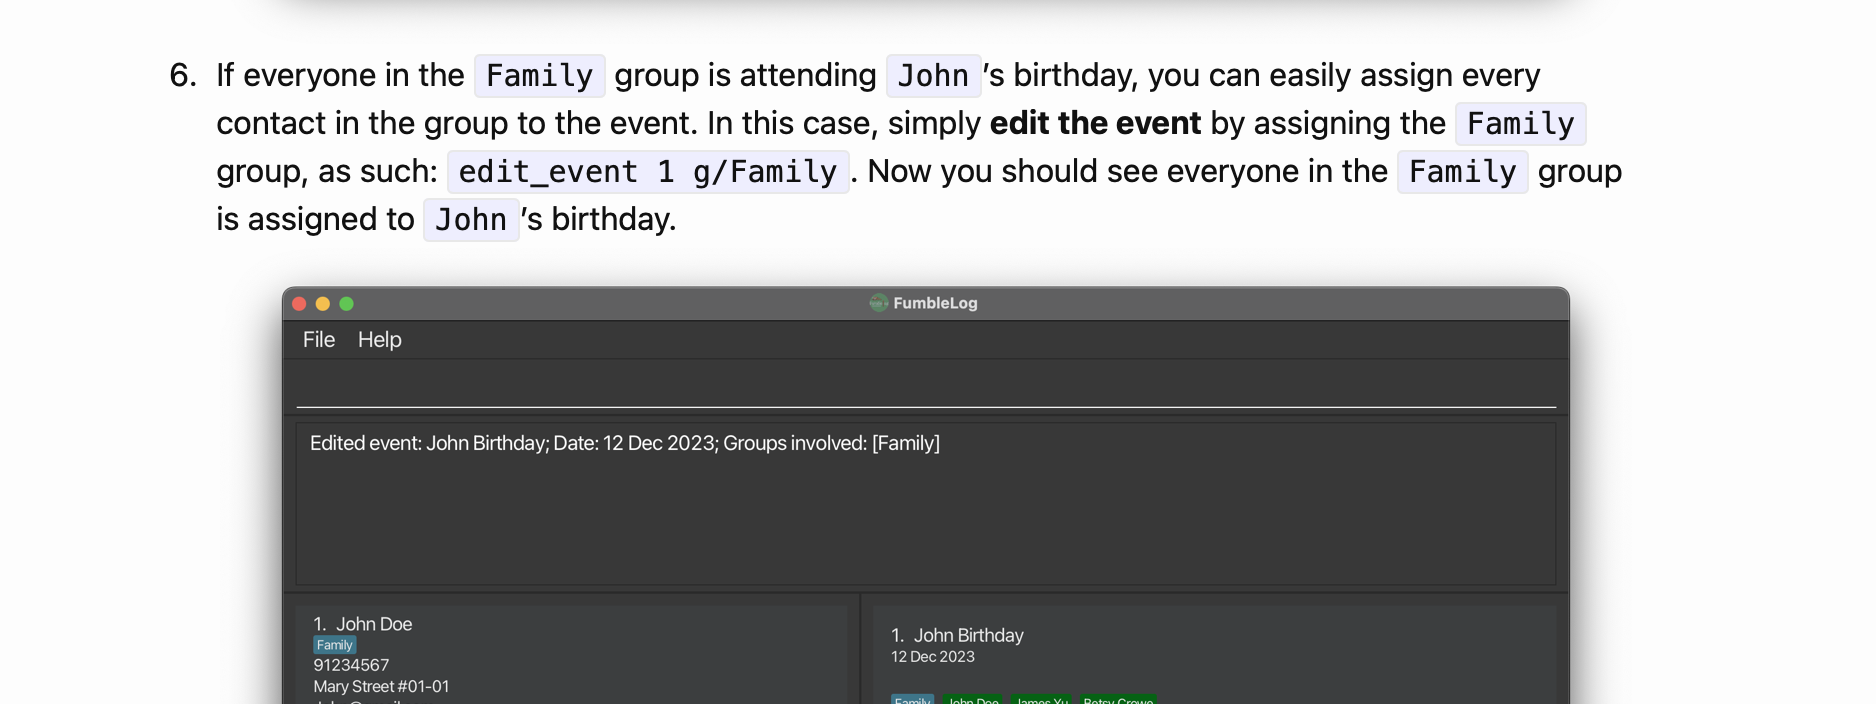 6. If everyone in the Family group is attending John's birthday, you can easily assign every
contact in the group to the event. In this case, simply edit the event by assigning the Family
group, as such: edit_event 1 g/Family. Now you should see everyone in the Family group
is assigned to John's birthday.
FumbleLog
File Help
Edited event: John Birthday; Date: 12 Dec 2023; Groups involved: [Family]
1. John Doe
Family
91234567
Mary Street #01-01
1. John Birthday
12 Dec 2023
Family John Doe James Yu Betsy Crowe